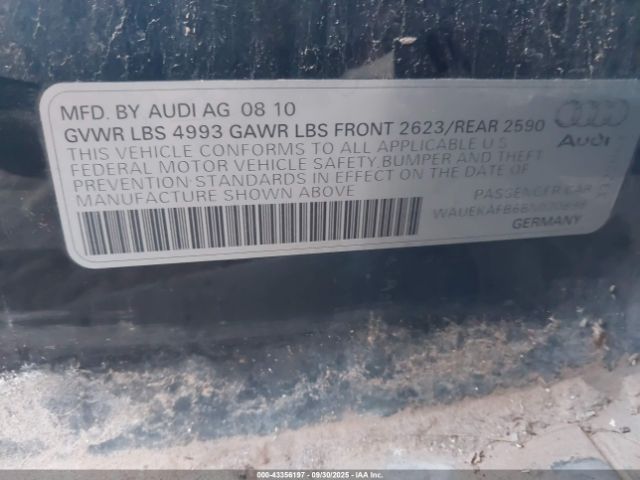 MFD. BY AUDI AG 08 10
GVWR LBS 4993 GAWR LBS FRONT 2623/REAR 2590
THIS VEHICLE CONFORMS TO ALL APPLICABLE U S
FEDERAL MOTOR VEHICLE SAFETY, BUMPER AND THEFT
PREVENTION STANDARDS IN EFFECT ON THE DATE OF
MANUFACTURE SHOWN ABOVE
Audi
PASSENGER CAR
GERMANY
000-43356197 - 09/30/2025 - IAA Inc.